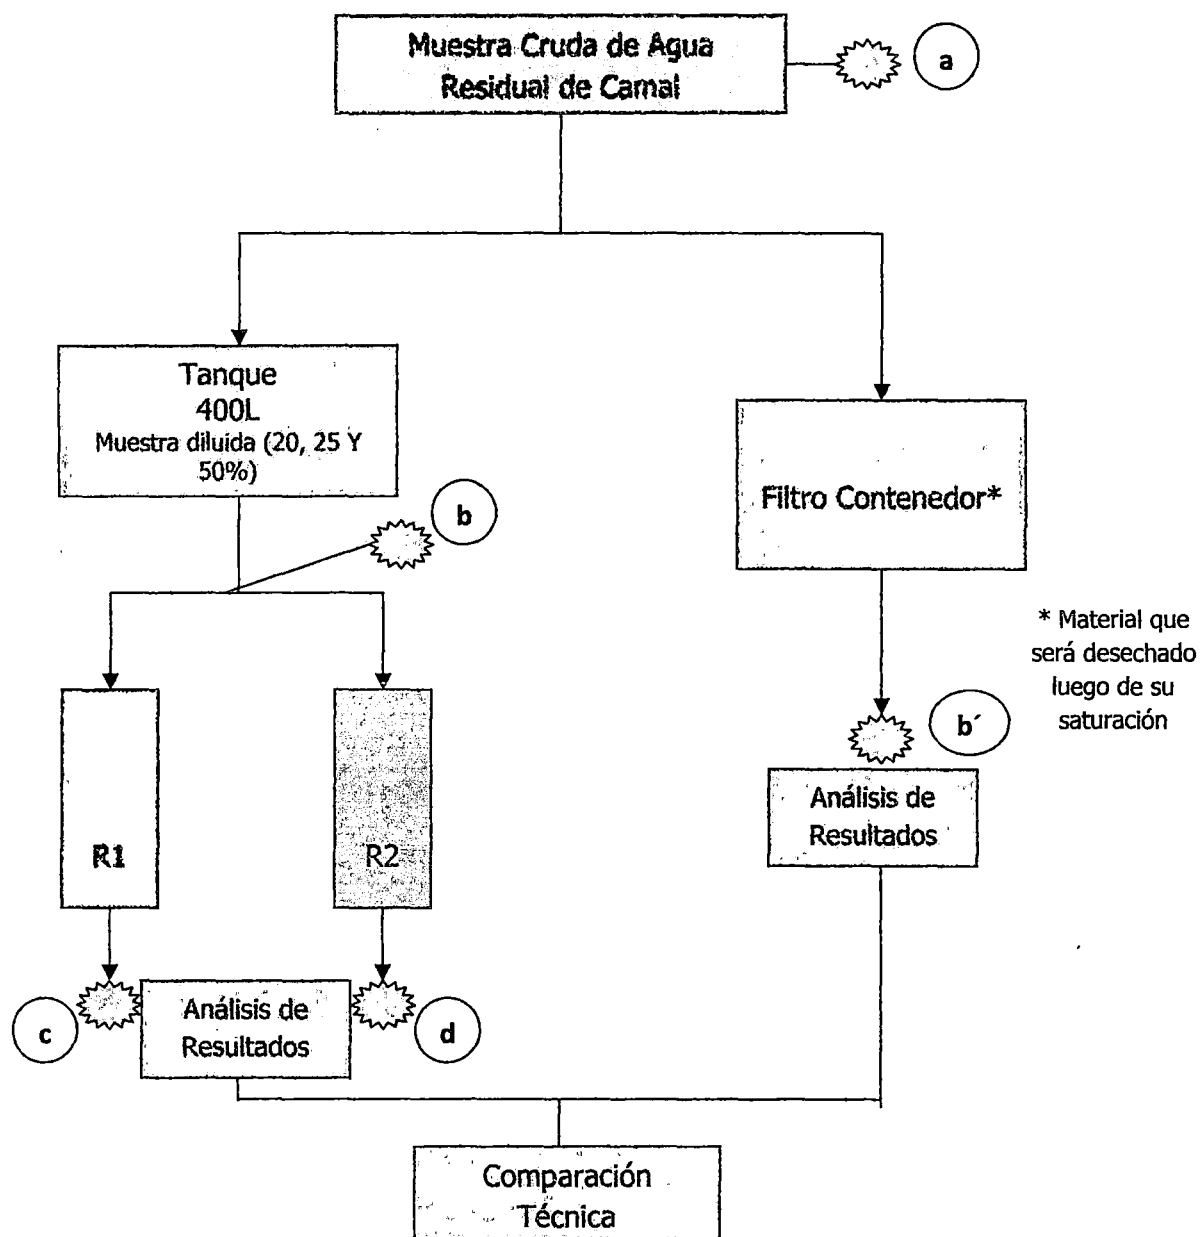 Muestra Cruda de Agua
Residual de Camal
a
Tanque
400L
Muestra diluida (20, 25 Y
50%)
b
Filtro Contenedor*
* Material que
será desechado
luego de su
saturación
b´
R1
R2
Análisis de
Resultados
c
Análisis de
Resultados
d
Comparación
Técnica